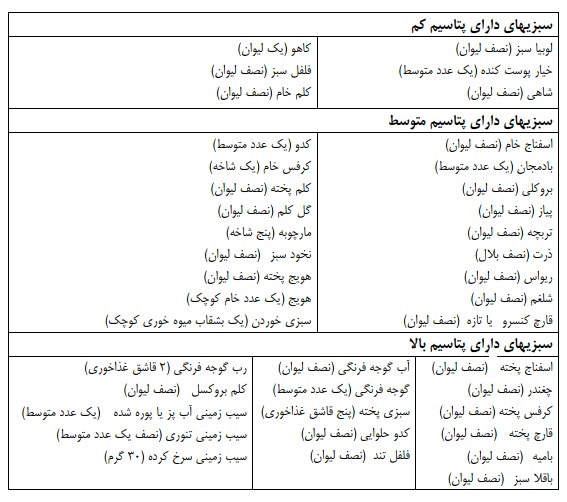 سبزیهای دارای پتاسیم کم
لوبیا سبز (نصف لیوان)
خیار پوست کنده (یک عدد متوسط)
شاهی (نصف لیوان)
کاهو (یک لیوان)
فلفل سبز (نصف لیوان)
کلم خام (نصف لیوان)
سبزیهای دارای پتاسیم متوسط
اسفناج خام (نصف لیوان)
بادمجان (یک عدد متوسط)
بروکلی (نصف لیوان)
پیاز (نصف لیوان)
تربچه (نصف لیوان)
ذرت (نصف بلال)
ریواس (نصف لیوان)
شلغم (نصف لیوان)
قارچ کنسرو یا تازه (نصف لیوان)
کدو (یک عدد متوسط)
کرفس خام (یک شاخه)
کلم پخته (نصف لیوان)
گل کلم (نصف لیوان)
مارچوبه (پنج شاخه)
نخود سبز (نصف لیوان)
هویج پخته (نصف لیوان)
هویج (یک عدد خام کوچک)
سبزی خوردن (یک بشقاب میوه خوری کوچک)
سبزیهای دارای پتاسیم بالا
اسفناج پخته (نصف لیوان)
چغندر (نصف لیوان)
کرفس پخته (نصف لیوان)
قارچ پخته (نصف لیوان)
بامیه (نصف لیوان)
باقلا سبز (نصف لیوان)
آب گوجه فرنگی (نصف لیوان)
گوجه فرنگی (یک عدد متوسط)
سبزی پخته (پنج قاشق غذاخوری)
کدو حلوایی (نصف لیوان)
فلفل تند (نصف لیوان)
رب گوجه فرنگی (۲ قاشق غذاخوری)
کلم بروکسل (نصف لیوان)
سیب زمینی آب پز یا پوره شده (یک عدد متوسط)
سیب زمینی تنوری (نصف یک عدد متوسط)
سیب زمینی سرخ کرده (۳۰ گرم)